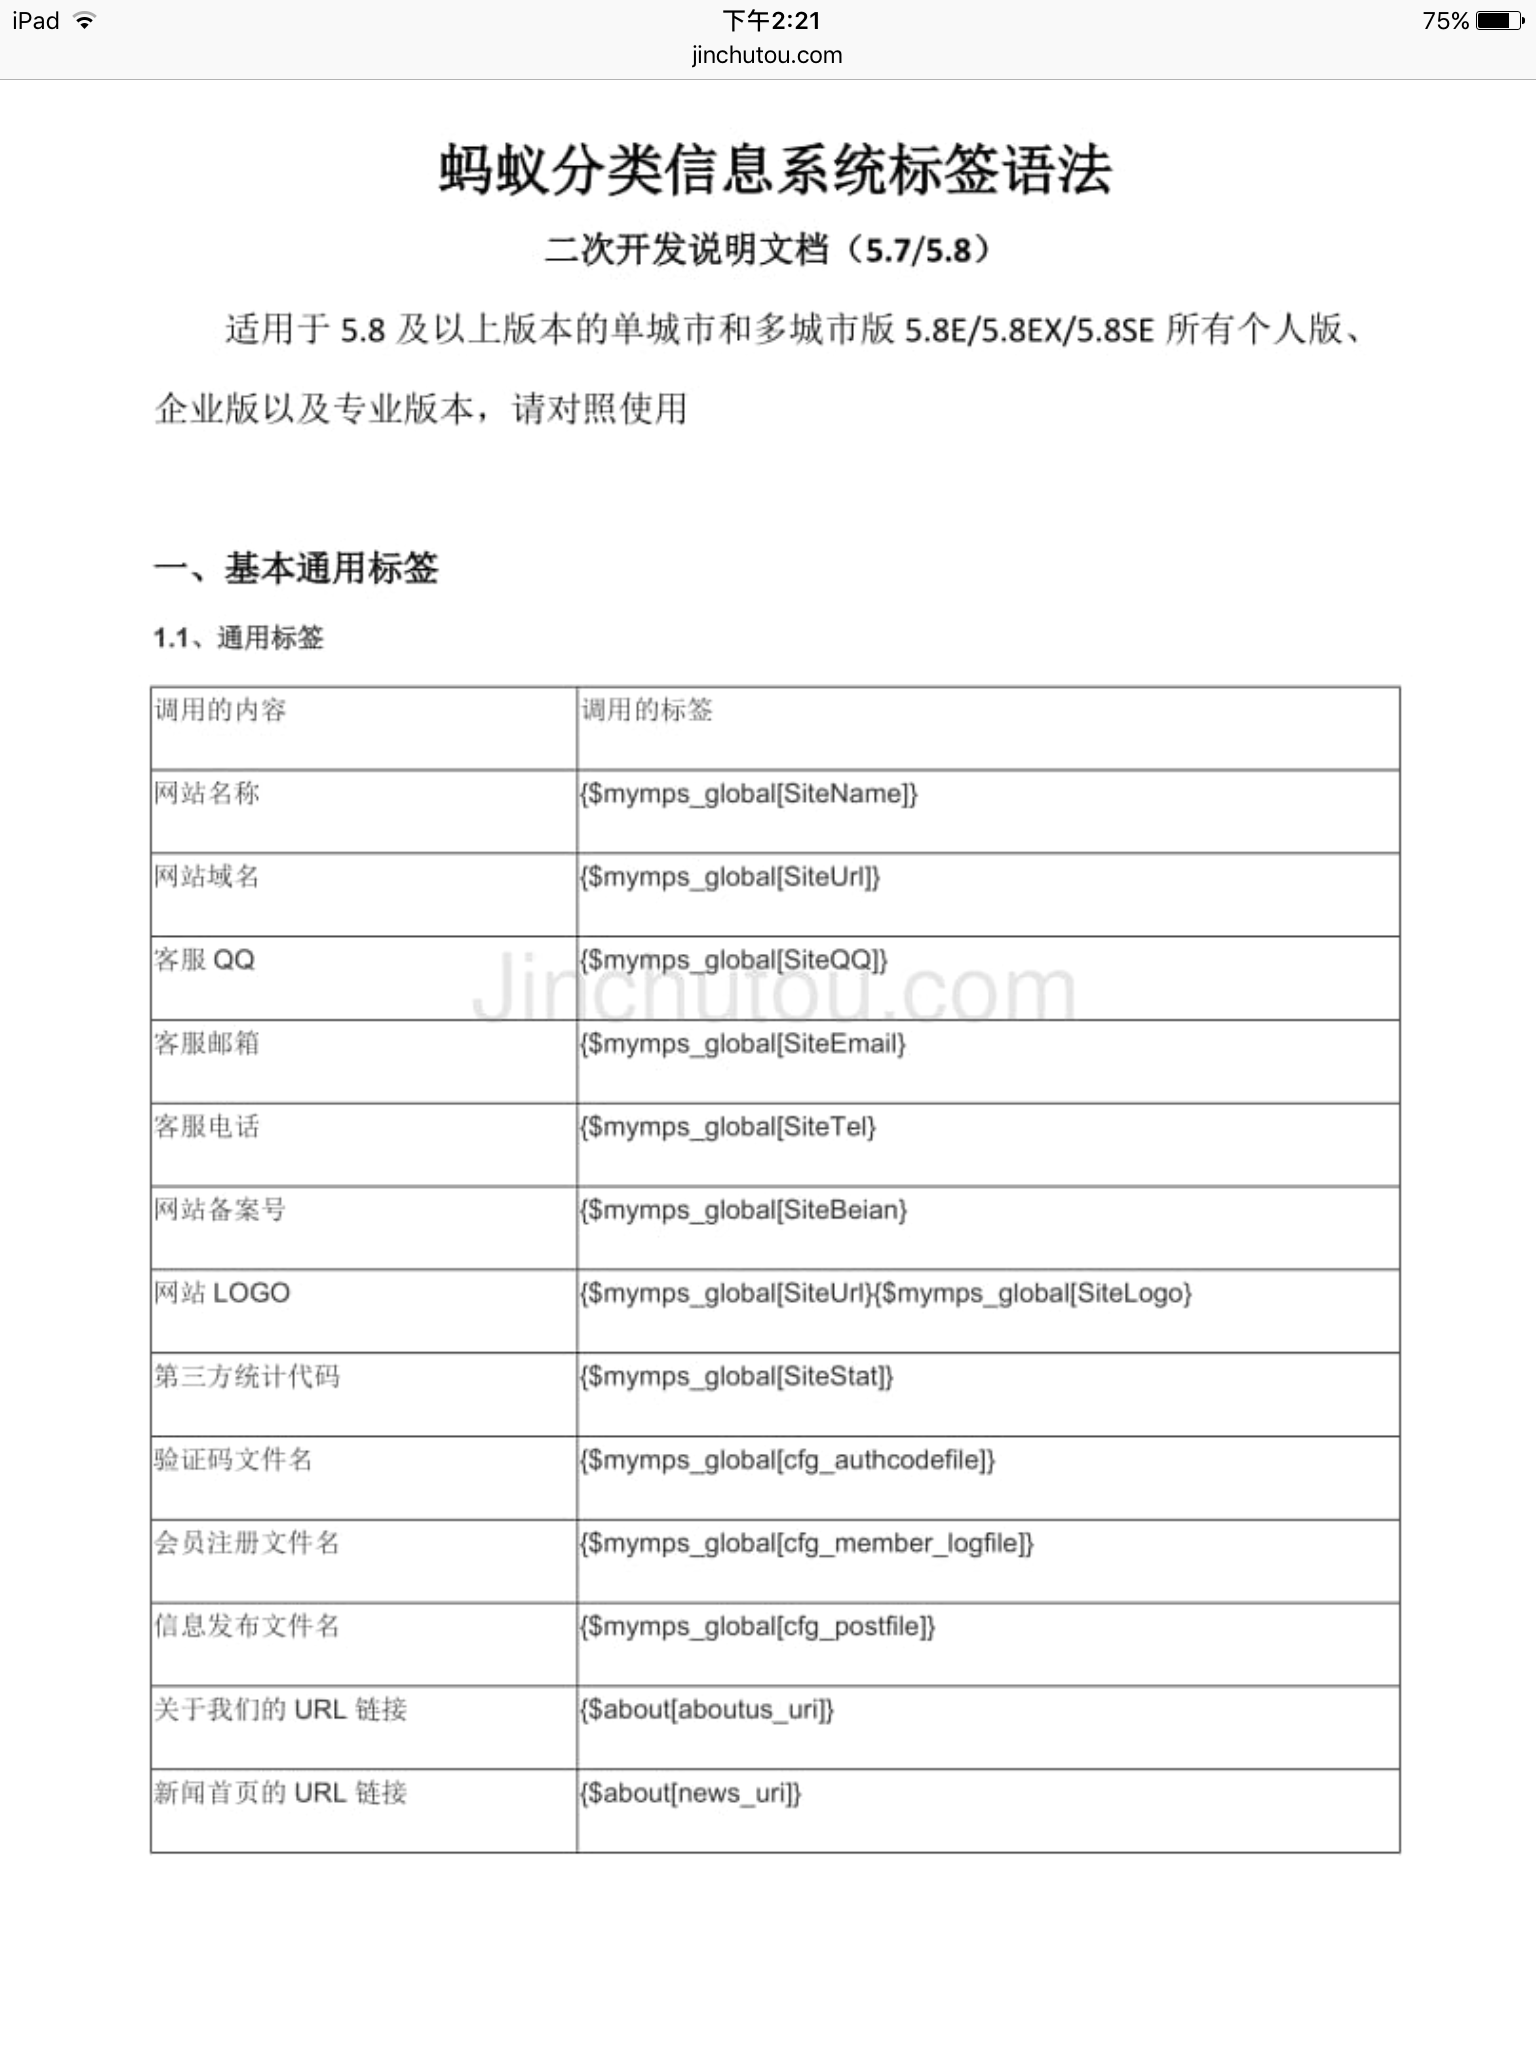 iPad
下午2:21
75%
jinchutou.com
蚂蚁分类信息系统标签语法
二次开发说明文档（5.7/5.8）
适用于 5.8 及以上版本的单城市和多城市版 5.8E/5.8EX/5.8SE 所有个人版、
企业版以及专业版本，请对照使用
一、基本通用标签
1.1、通用标签
调用的内容 调用的标签
网站名称 {$mymps_global[SiteName]}
网站域名 {$mymps_global[SiteUrl]}
客服 QQ {$mymps_global[SiteQQ]}
Jinchutou.com
客服邮箱 {$mymps_global[SiteEmail}
客服电话 {$mymps_global[SiteTel}
网站备案号 {$mymps_global[SiteBeian}
网站 LOGO {$mymps_global[SiteUrl}{$mymps_global[SiteLogo}
第三方统计代码 {$mymps_global[SiteStat]}
验证码文件名 {$mymps_global[cfg_authcodefile]}
会员注册文件名 {$mymps_global[cfg_member_logfile]}
信息发布文件名 {$mymps_global[cfg_postfile]}
关于我们的 URL 链接 {$about[aboutus_uri]}
新闻首页的 URL 链接 {$about[news_uri]}